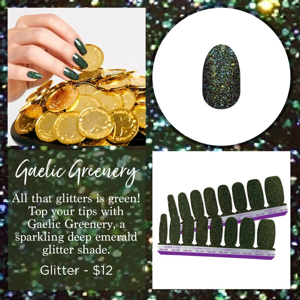 Gaelic Greenery
All that glitters is green!
Top your tips with
Gaelic Greenery, a
sparkling deep emerald
glitter shade.
Glitter - $12